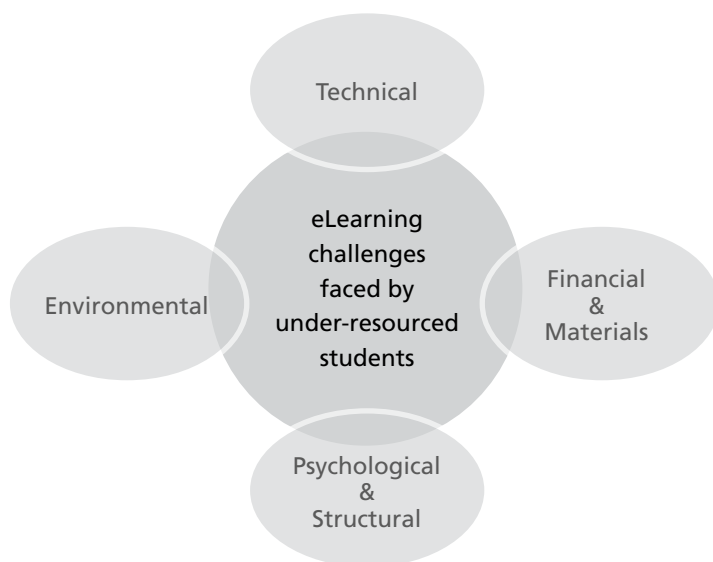 Technical
eLearning
challenges
faced by
under-resourced
students
Environmental
Financial
&
Materials
Psychological
&
Structural